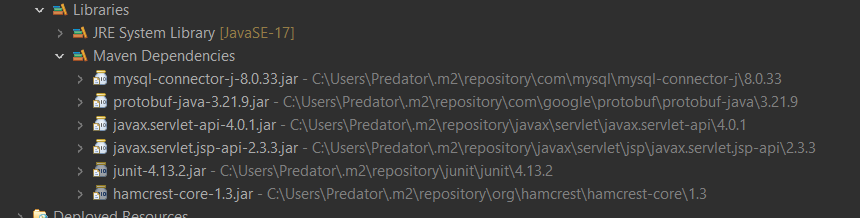 Libraries
JRE System Library [JavaSE-17]
Maven Dependencies
mysql-connector-j-8.0.33.jar - C:\Users\Predator\.m2\repository\com\mysql\mysql-connector-j\8.0.33
protobuf-java-3.21.9.jar - C:\Users\Predator\.m2\repository\com\google\protobuf\protobuf-java\3.21.9
javax.servlet-api-4.0.1.jar - C:\Users\Predator\.m2\repository\javax\servlet\javax.servlet-api\4.0.1
javax.servlet.jsp-api-2.3.3.jar - C:\Users\Predator\.m2\repository\javax\servlet\jsp\javax.servlet.jsp-api\2.3.3
junit-4.13.2.jar - C:\Users\Predator\.m2\repository\junit\junit\4.13.2
hamcrest-core-1.3.jar - C:\Users\Predator\.m2\repository\org\hamcrest\hamcrest-core\1.3
Deployed Resources